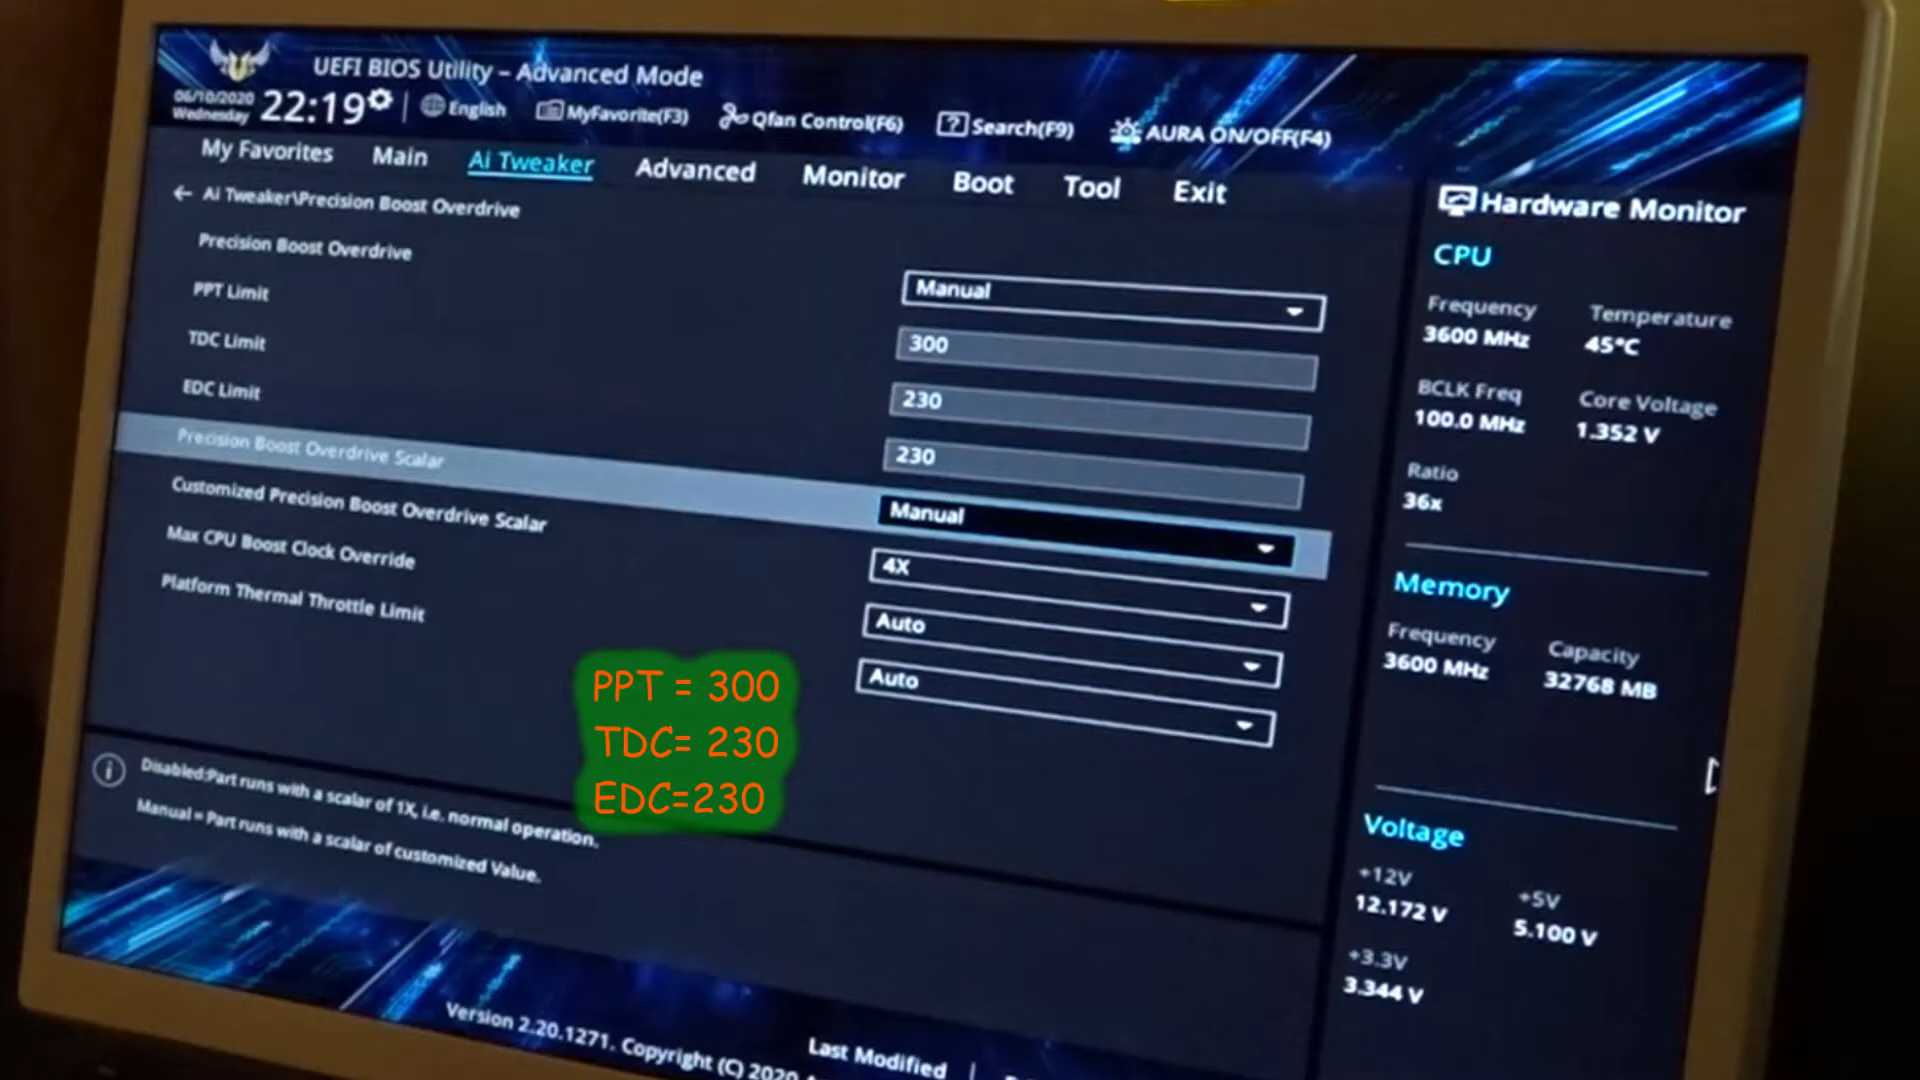 UEFI BIOS Utility – Advanced Mode
06/10/2020
Wednesday
22:19
English
MyFavorite(F3)
Qfan Control(F6)
Search(F9)
AURA ON/OFF(F4)
My Favorites
Main
Ai Tweaker
Advanced
Monitor
Boot
Tool
Exit
Ai Tweaker\Precision Boost Overdrive
Precision Boost Overdrive
Manual
PPT Limit
300
TDC Limit
230
EDC Limit
230
Precision Boost Overdrive Scalar
Manual
Customized Precision Boost Overdrive Scalar
4X
Max CPU Boost Clock Override
Auto
Platform Thermal Throttle Limit
Auto
PPT = 300
TDC= 230
EDC=230
Disabled:Part runs with a scalar of 1X, i.e. normal operation.
Manual = Part runs with a scalar of customized Value.
Version 2.20.1271. Copyright (C) 2020
Last Modified
Hardware Monitor
CPU
Frequency
Temperature
3600 MHz
45°C
BCLK Freq
Core Voltage
100.0 MHz
1.352 V
Ratio
36x
Memory
Frequency
Capacity
3600 MHz
32768 MB
Voltage
+12V
+5V
12.172 V
5.100 V
+3.3V
3.344 V